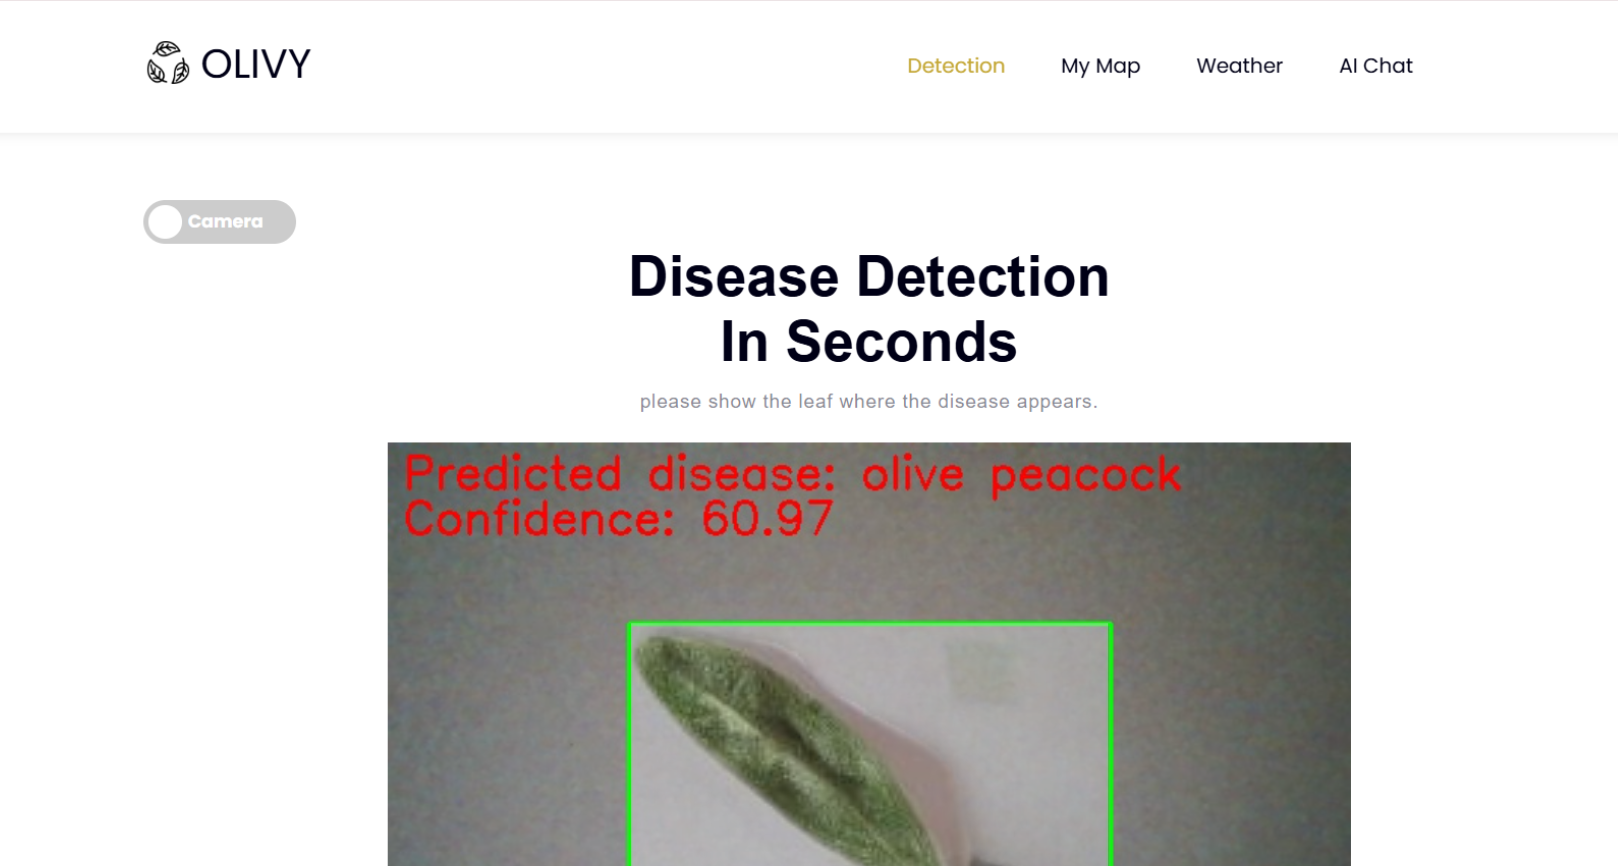 OLIVY
Detection My Map Weather AI Chat
Camera
Disease Detection
In Seconds
please show the leaf where the disease appears.
Predicted disease: olive peacock
Confidence: 60.97